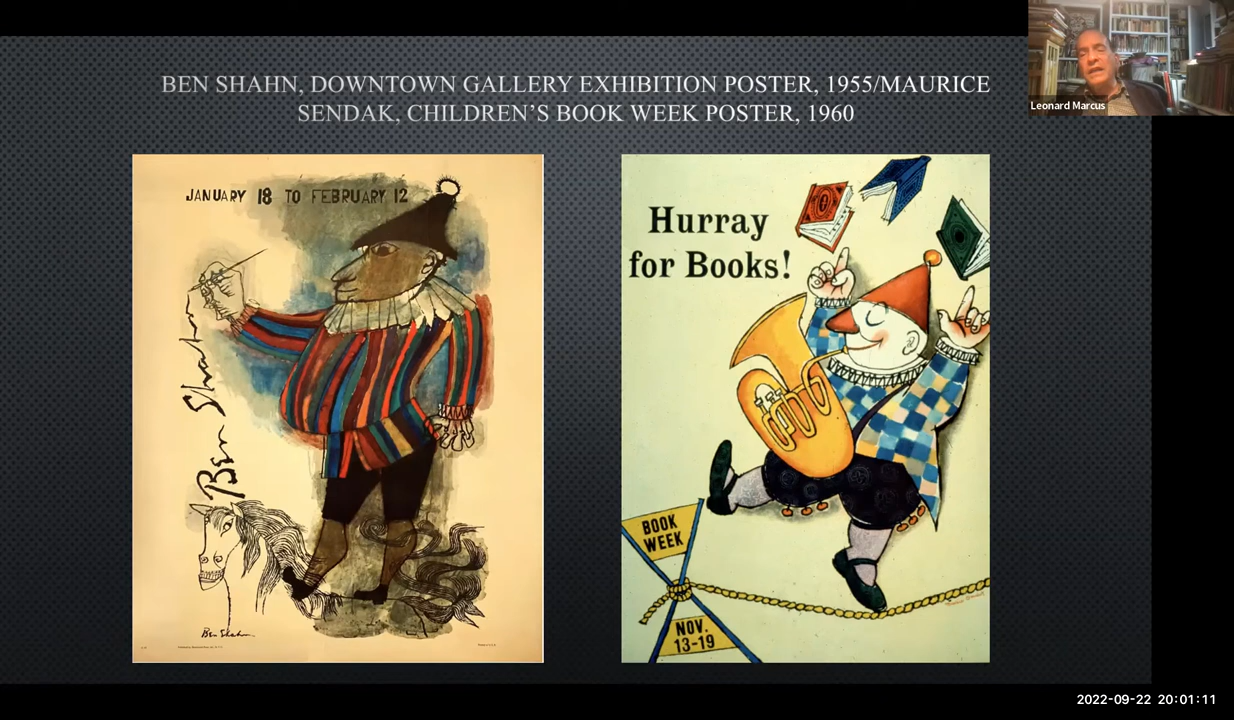 BEN SHAHN, DOWNTOWN GALLERY EXHIBITION POSTER, 1955/MAURICE
SENDAK, CHILDREN’S BOOK WEEK POSTER, 1960
Leonard Marcus
JANUARY 18 TO FEBRUARY 12
Ben Shahn
Ben Shahn
Hurray
for Books!
BOOK
WEEK
NOV.
13-19
2022-09-22 20:01:11